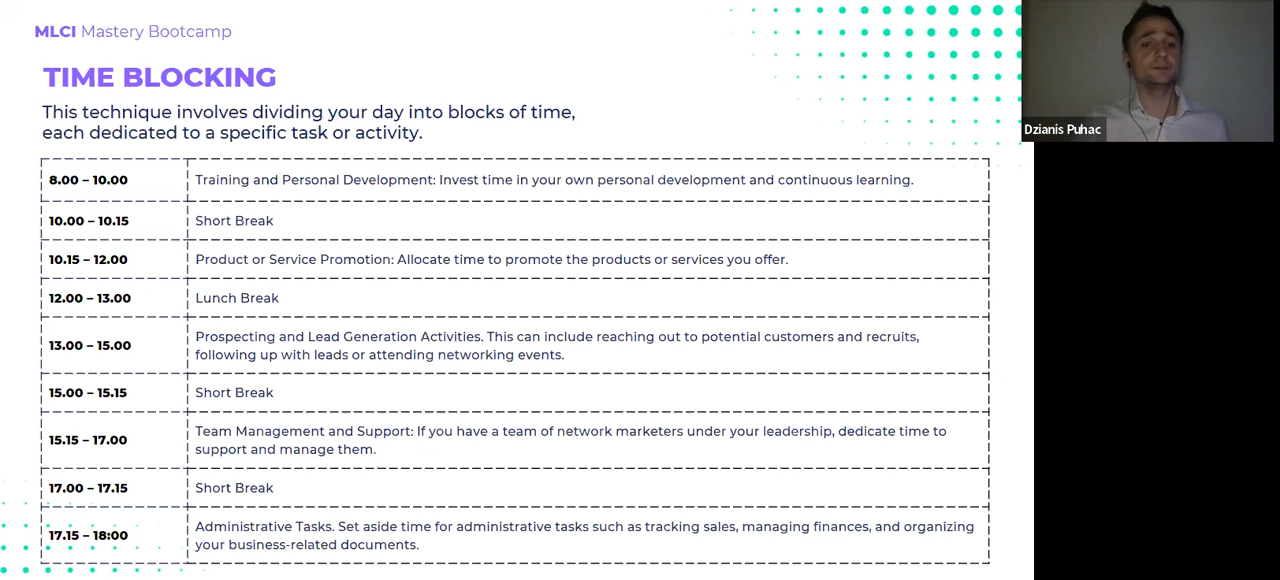 MLCI Mastery Bootcamp
TIME BLOCKING
This technique involves dividing your day into blocks of time,
each dedicated to a specific task or activity.
8.00 – 10.00 Training and Personal Development: Invest time in your own personal development and continuous learning.
10.00 – 10.15 Short Break
10.15 – 12.00 Product or Service Promotion: Allocate time to promote the products or services you offer.
12.00 – 13.00 Lunch Break
13.00 – 15.00 Prospecting and Lead Generation Activities. This can include reaching out to potential customers and recruits,
following up with leads or attending networking events.
15.00 – 15.15 Short Break
15.15 – 17.00 Team Management and Support: If you have a team of network marketers under your leadership, dedicate time to
support and manage them.
17.00 – 17.15 Short Break
17.15 – 18:00 Administrative Tasks. Set aside time for administrative tasks such as tracking sales, managing finances, and organizing
your business-related documents.
Dzianis Puhac